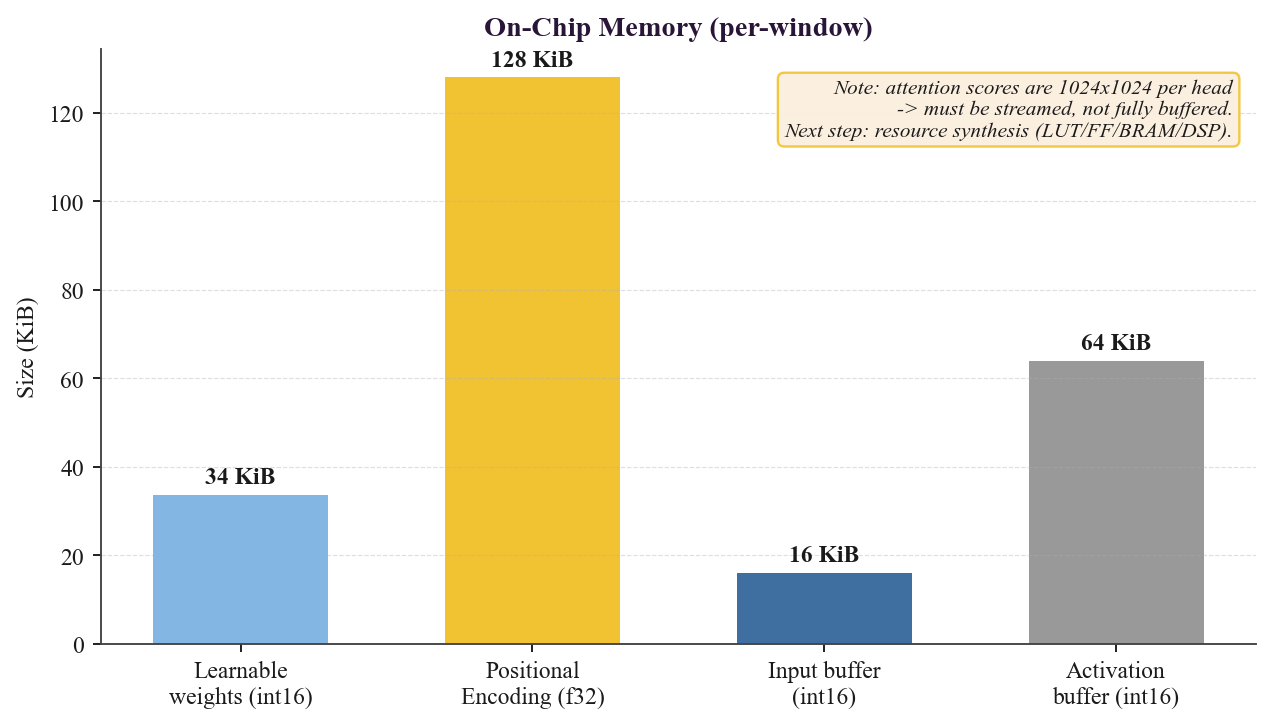 On-Chip Memory (per-window)
128 KiB
Note: attention scores are 1024x1024 per head
-> must be streamed, not fully buffered.
Next step: resource synthesis (LUT/FF/BRAM/DSP).
120
100
80
64 KiB
60
40
34 KiB
20
16 KiB
0
Size (KiB)
Learnable
weights (int16)
Positional
Encoding (f32)
Input buffer
(int16)
Activation
buffer (int16)